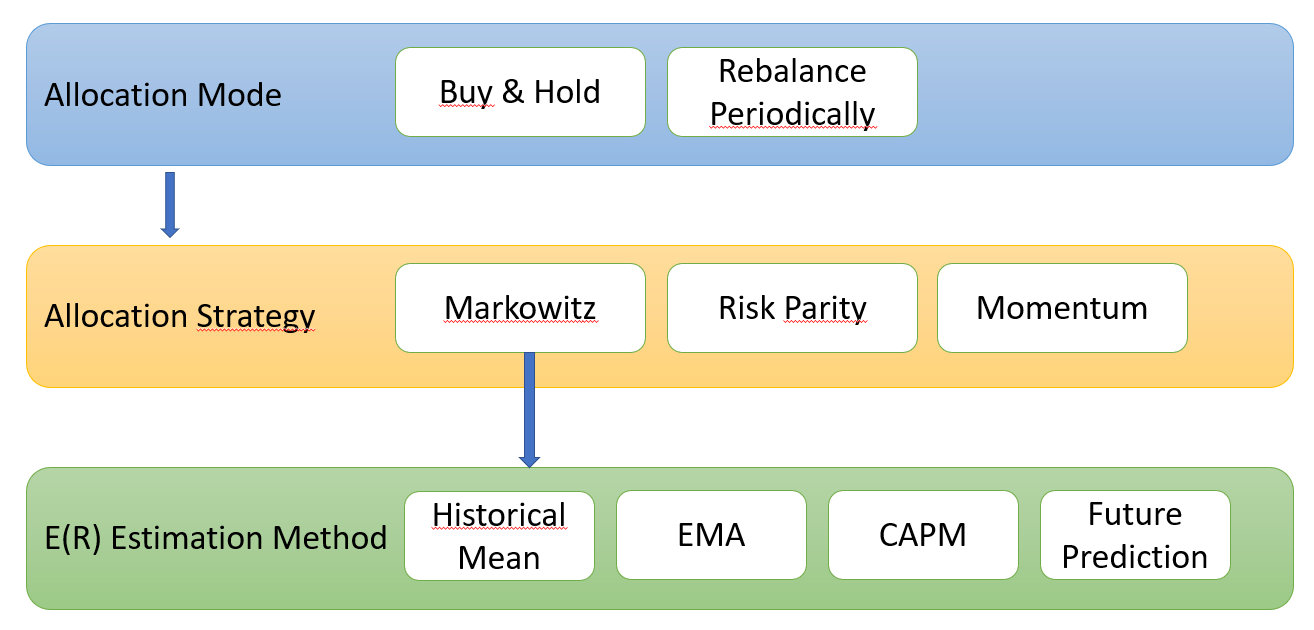 Allocation Mode
Buy & Hold
Rebalance
Periodically
Allocation Strategy
Markowitz
Risk Parity
Momentum
E(R) Estimation Method
Historical
Mean
EMA
CAPM
Future
Prediction